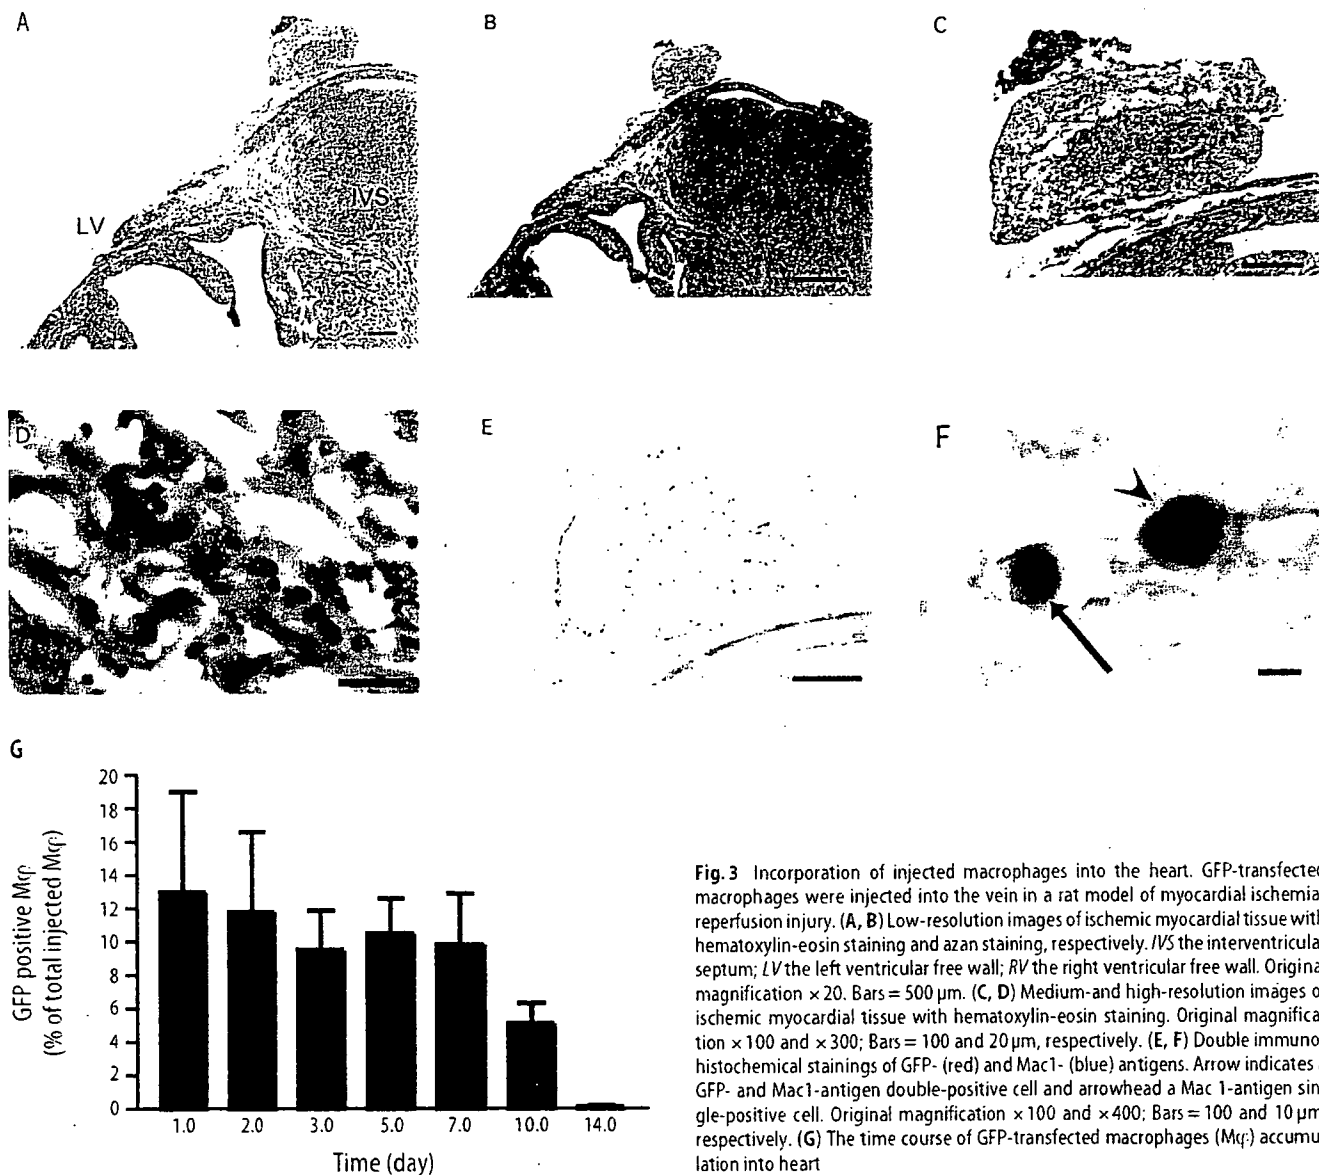 A
B
C
LV
IVS
D
E
F
G
GFP positive Mφ
(% of total injected Mφ)
20
18
16
14
12
10
8
6
4
2
0
1.0 2.0 3.0 5.0 7.0 10.0 14.0
Time (day)
Fig. 3 Incorporation of injected macrophages into the heart. GFP-transfected
macrophages were injected into the vein in a rat model of myocardial ischemia
reperfusion injury. (A, B) Low-resolution images of ischemic myocardial tissue with
hematoxylin-eosin staining and azan staining, respectively. IVS the interventricula
septum; LV the left ventricular free wall; RV the right ventricular free wall. Origina
magnification ×20. Bars = 500 µm. (C, D) Medium-and high-resolution images o
ischemic myocardial tissue with hematoxylin-eosin staining. Original magnifica
tion ×100 and ×300; Bars = 100 and 20 µm, respectively. (E, F) Double immuno-
histochemical stainings of GFP- (red) and Mac1- (blue) antigens. Arrow indicates
GFP- and Mac1-antigen double-positive cell and arrowhead a Mac 1-antigen sin
gle-positive cell. Original magnification ×100 and ×400; Bars = 100 and 10 µm
respectively. (G) The time course of GFP-transfected macrophages (Mφ) accumu
lation into heart